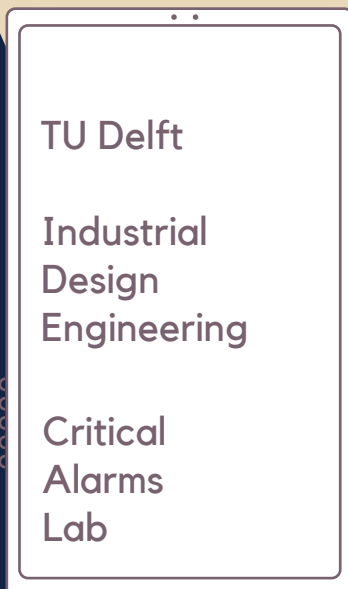 TU Delft
Industrial
Design
Engineering
Critical
Alarms
Lab